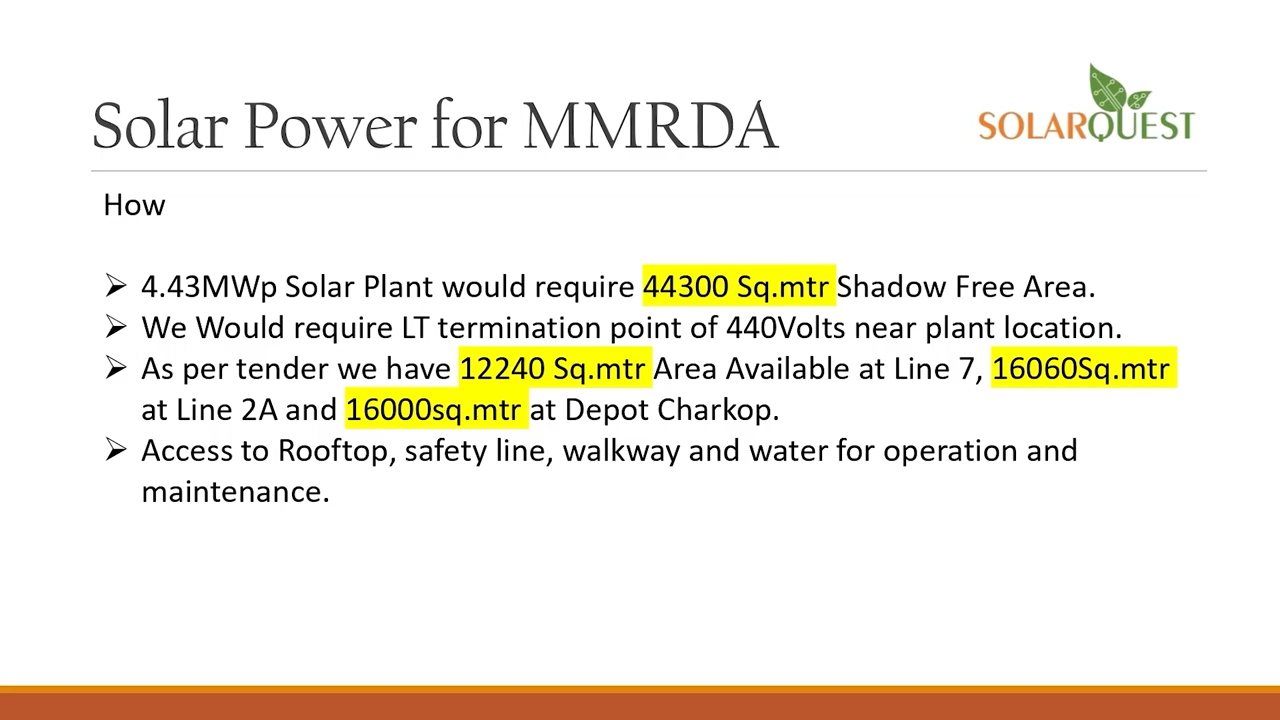 Solar Power for MMRDA
SOLARQUEST
How
4.43MWp Solar Plant would require 44300 Sq.mtr Shadow Free Area.
We Would require LT termination point of 440Volts near plant location.
As per tender we have 12240 Sq.mtr Area Available at Line 7, 16060Sq.mtr
at Line 2A and 16000sq.mtr at Depot Charkop.
Access to Rooftop, safety line, walkway and water for operation and
maintenance.